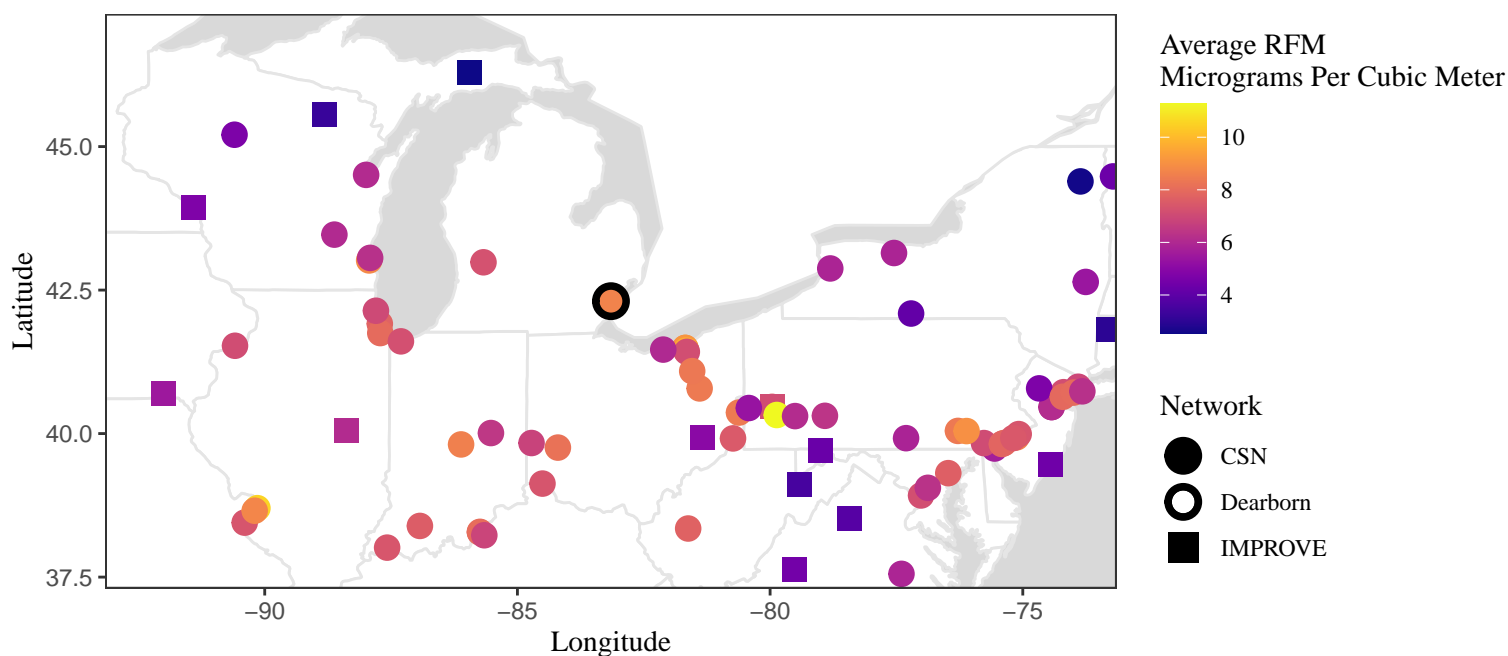 45.0
42.5
40.0
37.5
Latitude
−90
−85
−80
−75
Longitude
Average RFM
Micrograms Per Cubic Meter
10
8
6
4
Network
CSN
Dearborn
IMPROVE